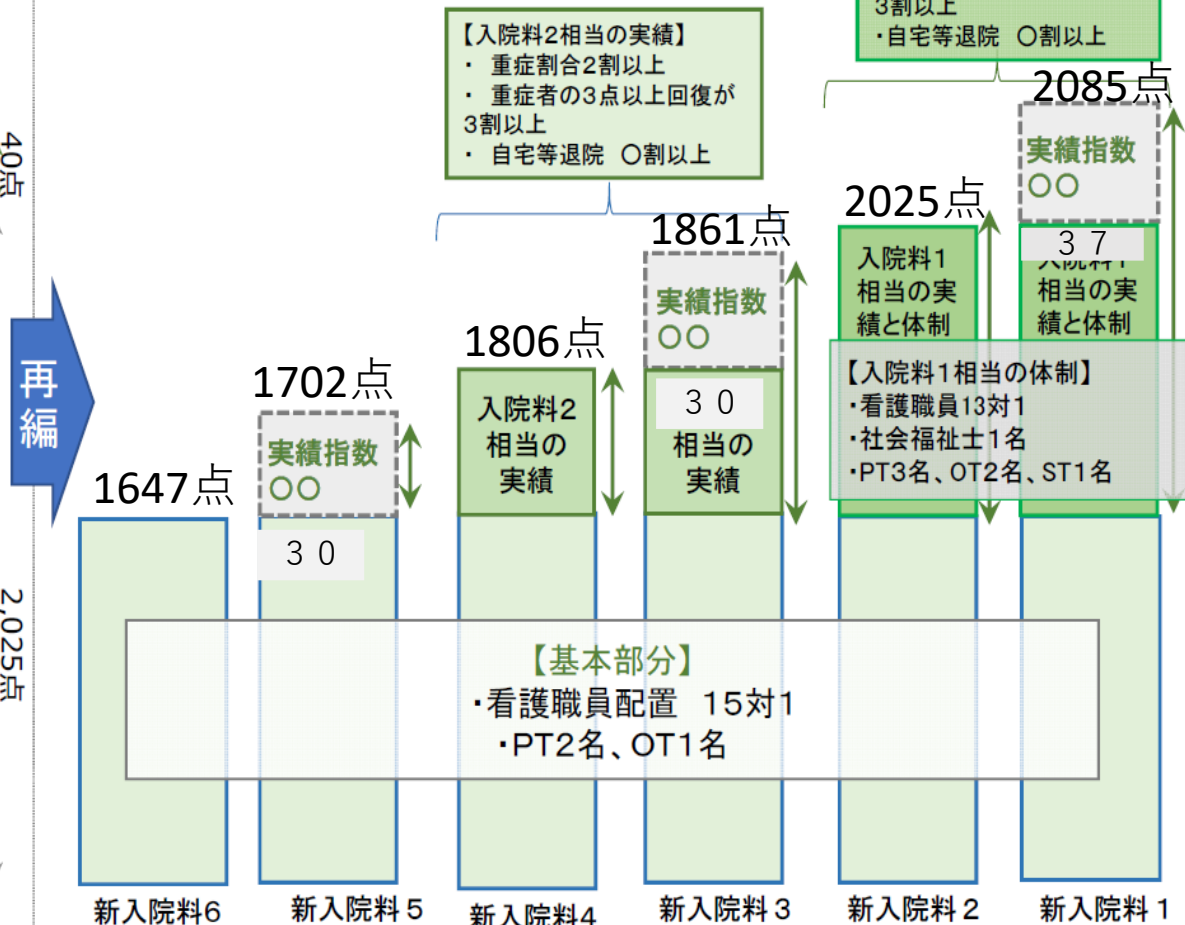 3割以上
・自宅等退院　〇割以上
【入院料2相当の実績】
・ 重症割合2割以上
・ 重症者の3点以上回復が
3割以上
・ 自宅等退院　〇割以上
40点
2,025点
再編
2085点
実績指数
〇〇
３７
相当の実
績と体制
2025点
入院料1
相当の実
績と体制
【入院料1相当の体制】
・看護職員13対1
・社会福祉士1名
・PT3名、OT2名、ST1名
1861点
実績指数
〇〇
３０
相当の
実績
1806点
入院料2
相当の
実績
1702点
実績指数
〇〇
３０
1647点
【基本部分】
・看護職員配置　15対1
・PT2名、OT1名
新入院料6
新入院料５
新入院料4
新入院料３
新入院料２
新入院料１